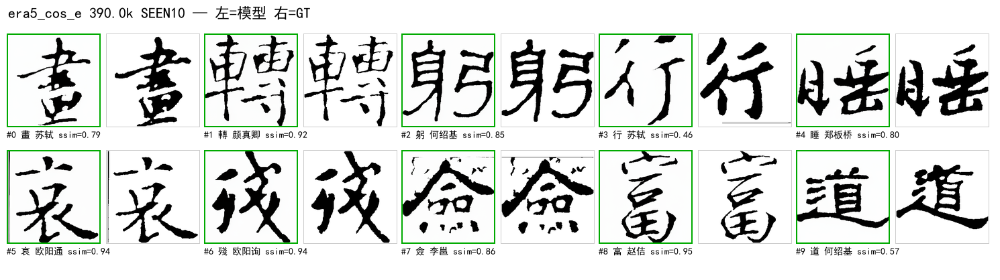 era5_cos_e 390.0k SEEN10 — 左=模型 右=GT
畫 畫 轉 轉 躬 躬 行 行 睡 睡
#0 畫 苏轼 ssim=0.79 #1 轉 颜真卿 ssim=0.92 #2 躬 何绍基 ssim=0.85 #3 行 苏轼 ssim=0.46 #4 睡 郑板桥 ssim=0.80
哀 哀 殘 殘 僉 僉 富 富 道 道
#5 哀 欧阳通 ssim=0.94 #6 殘 欧阳询 ssim=0.94 #7 僉 李邕 ssim=0.86 #8 富 赵佶 ssim=0.95 #9 道 何绍基 ssim=0.57